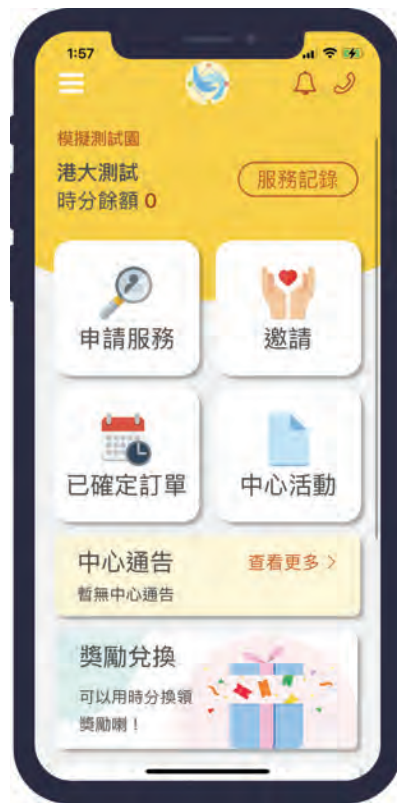 1:57
模擬測試園
港大測試
時分餘額 0
服務記錄
申請服務
邀請
已確定訂單
中心活動
中心通告
查看更多 >
暫無中心通告
獎勵兌換
可以用時分換領
獎勵喇！